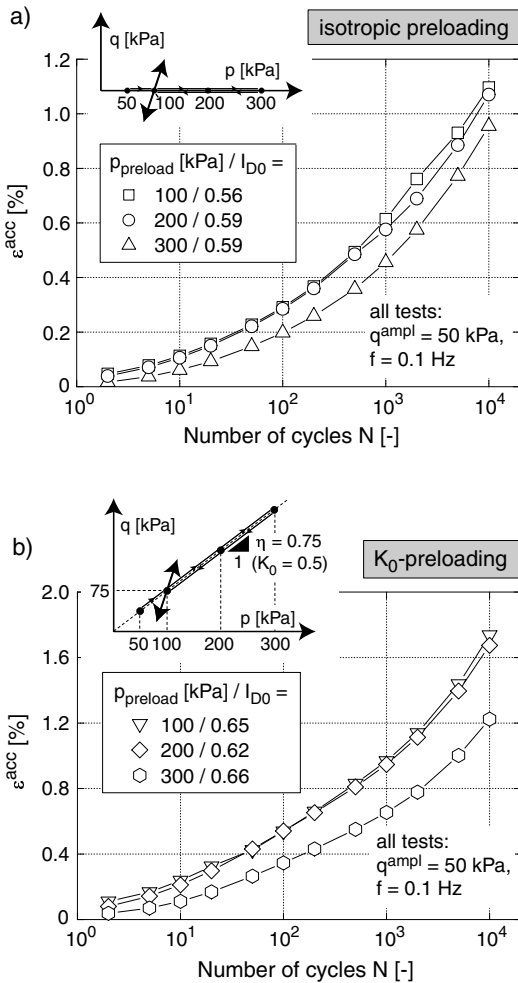 a)
isotropic preloading
q [kPa]
p [kPa]
50 100 200 300
p_preload [kPa] / I_D0 =
100 / 0.56
200 / 0.59
300 / 0.59
all tests:
q^ampl = 50 kPa,
f = 0.1 Hz
ε^acc [%]
1.2
1.0
0.8
0.6
0.4
0.2
0
10^0 10^1 10^2 10^3 10^4
Number of cycles N [-]
b)
K_0-preloading
q [kPa]
75
η = 0.75
1 (K_0 = 0.5)
p [kPa]
50 100 200 300
p_preload [kPa] / I_D0 =
100 / 0.65
200 / 0.62
300 / 0.66
all tests:
q^ampl = 50 kPa,
f = 0.1 Hz
ε^acc [%]
2.0
1.6
1.2
0.8
0.4
0
10^0 10^1 10^2 10^3 10^4
Number of cycles N [-]